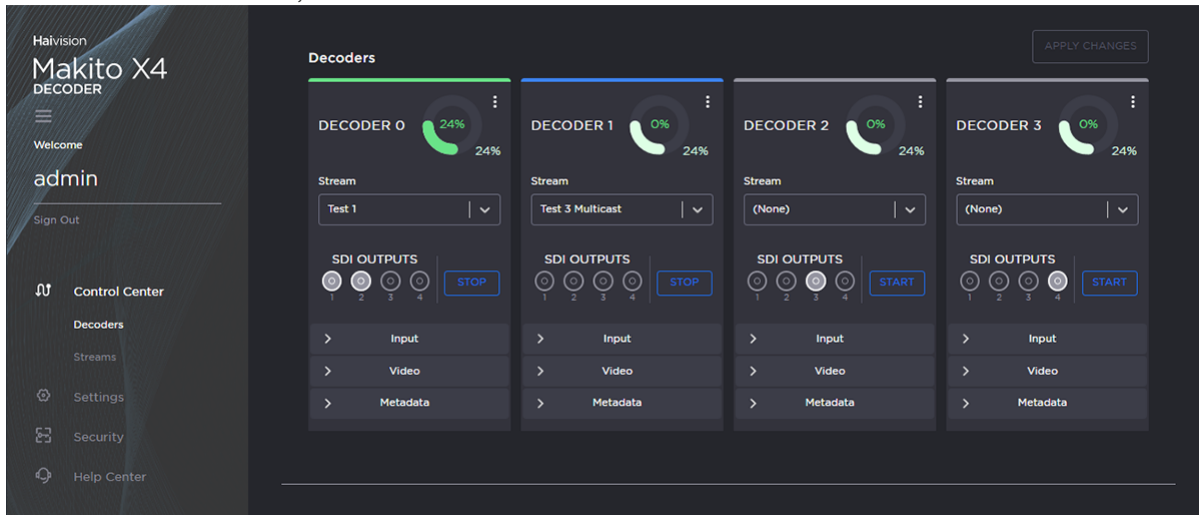 Haivision
Makito X4
DECODER
Welcome
admin
Sign Out
Control Center
Decoders
Streams
Settings
Security
Help Center
APPLY CHANGES
Decoders
DECODER 0
24%
24%
Stream
Test 1
SDI OUTPUTS
1 2 3 4
STOP
Input
Video
Metadata
DECODER 1
0%
24%
Stream
Test 3 Multicast
SDI OUTPUTS
1 2 3 4
STOP
Input
Video
Metadata
DECODER 2
0%
24%
Stream
(None)
SDI OUTPUTS
1 2 3 4
START
Input
Video
Metadata
DECODER 3
0%
24%
Stream
(None)
SDI OUTPUTS
1 2 3 4
START
Input
Video
Metadata